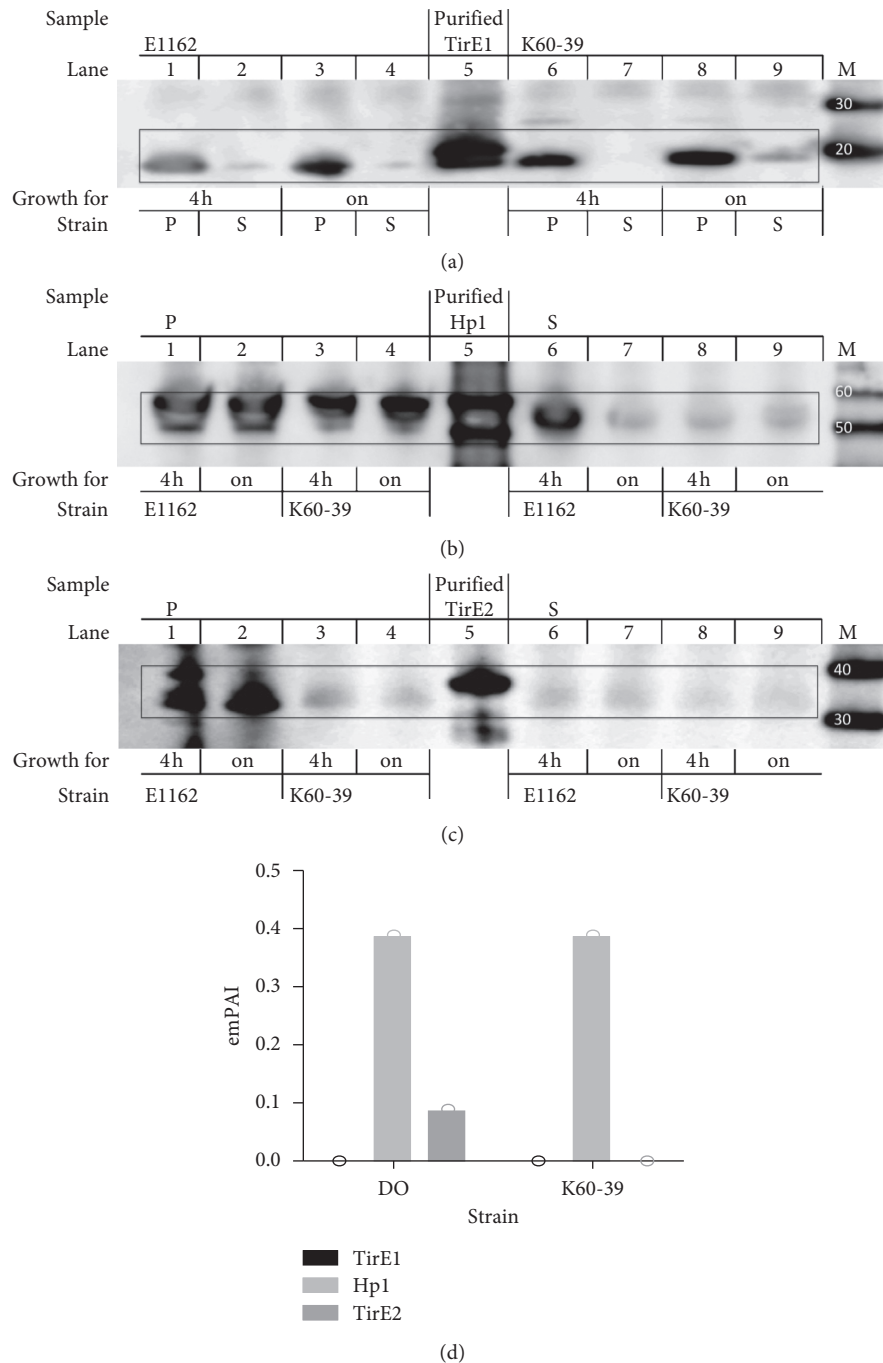 Sample E1162 Purified TirE1 K60-39
Lane 1 2 3 4 5 6 7 8 9 M
30
20
Growth for 4h on 4h on
Strain P S P S P S P S
(a)
Sample P Purified Hp1 S
Lane 1 2 3 4 5 6 7 8 9 M
60
50
Growth for 4h on 4h on 4h on 4h on
Strain E1162 K60-39 E1162 K60-39
(b)
Sample P Purified TirE2 S
Lane 1 2 3 4 5 6 7 8 9 M
40
30
Growth for 4h on 4h on 4h on 4h on
Strain E1162 K60-39 E1162 K60-39
(c)
0.5
0.4
0.3
0.2
0.1
0.0
emPAI
DO K60-39
Strain
TirE1
Hp1
TirE2
(d)